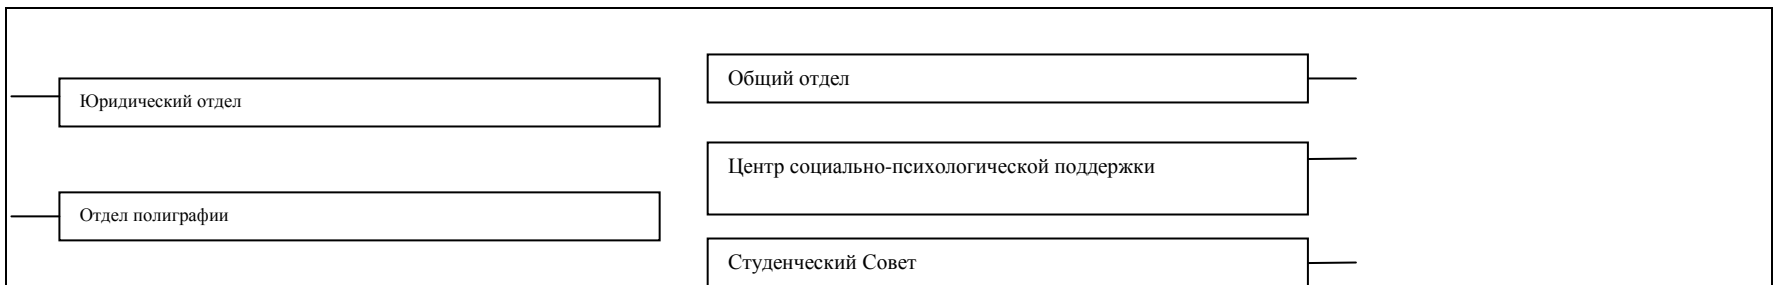 Юридический отдел
Отдел полиграфии
Общий отдел
Центр социально-психологической поддержки
Студенческий Совет